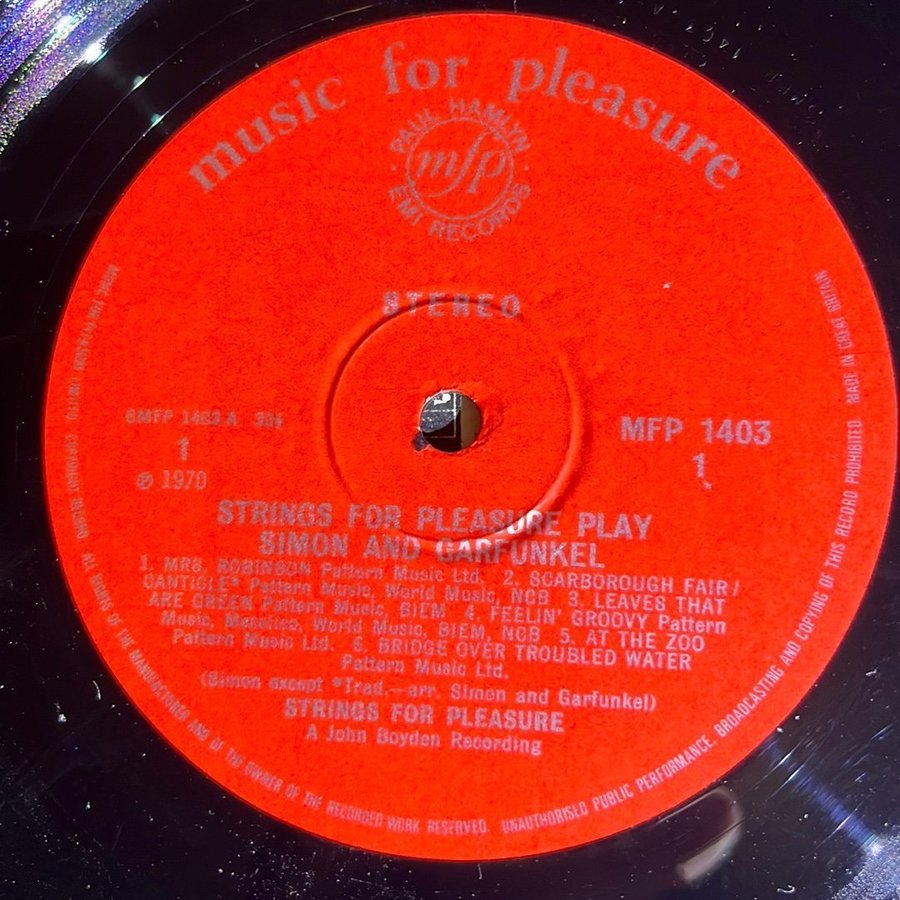 music for pleasure
PAUL HAMLYN
mfp
EMI RECORDS
STEREO
6MFP 1403 A 33⅓
1
℗ 1970
MFP 1403
1
STRINGS FOR PLEASURE PLAY
SIMON AND GARFUNKEL
1. MRS. ROBINSON Pattern Music Ltd. 2. SCARBOROUGH FAIR/
CANTICLE* Pattern Music, World Music, NCB 3. LEAVES THAT
ARE GREEN Pattern Music, BIEM 4. FEELIN' GROOVY Pattern
Music, World Music, BIEM, NCB 5. AT THE ZOO
Pattern Music Ltd. 6. BRIDGE OVER TROUBLED WATER
Pattern Music Ltd.
(Simon except *Trad.—arr. Simon and Garfunkel)
STRINGS FOR PLEASURE
A John Boyden Recording
ALL RIGHTS OF THE MANUFACTURER AND OF THE OWNER OF THE RECORDED WORK RESERVED. UNAUTHORISED PUBLIC PERFORMANCE, BROADCASTING AND COPYING OF THIS RECORD PROHIBITED MADE IN GREAT BRITAIN